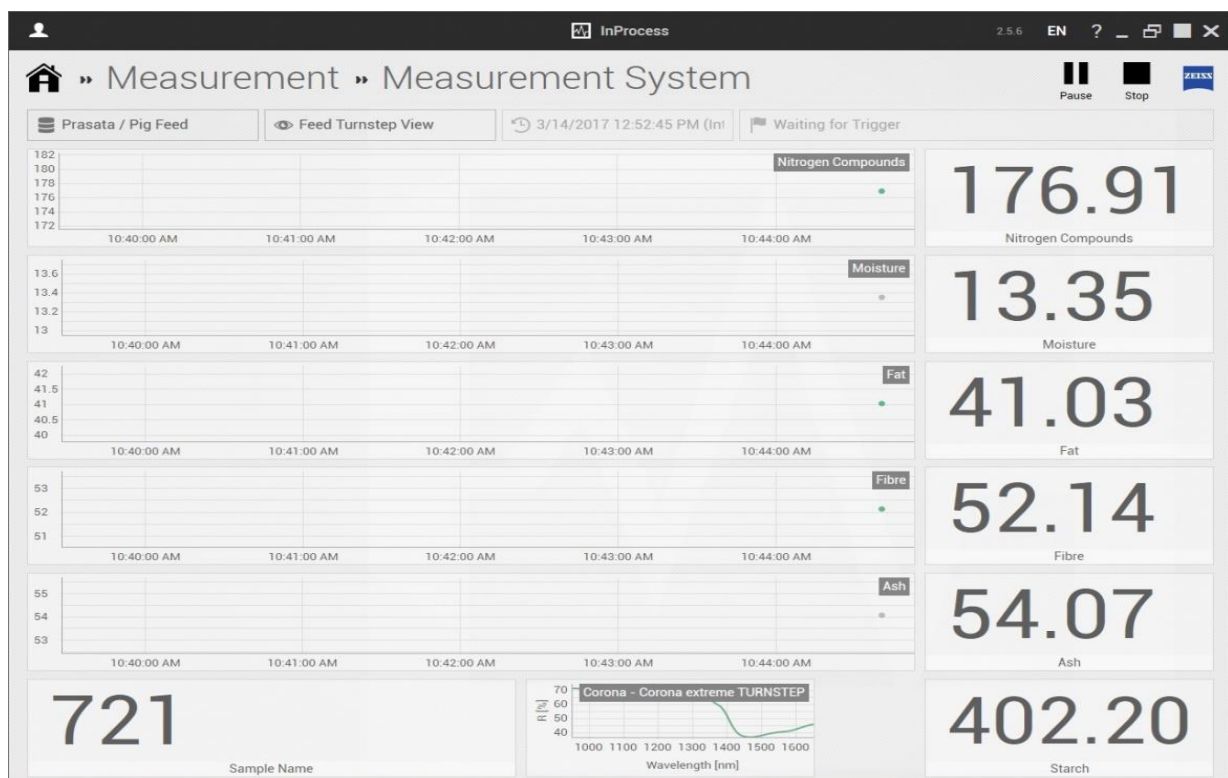 InProcess
2.5.6 EN ?
» Measurement » Measurement System
Pause Stop ZEISS
Prasata / Pig Feed
Feed Turnstep View
3/14/2017 12:52:45 PM (Int
Waiting for Trigger
182
180
178
176
174
172
Nitrogen Compounds
10:40:00 AM 10:41:00 AM 10:42:00 AM 10:43:00 AM 10:44:00 AM
176.91
Nitrogen Compounds
13.6
13.4
13.2
13
Moisture
10:40:00 AM 10:41:00 AM 10:42:00 AM 10:43:00 AM 10:44:00 AM
13.35
Moisture
42
41.5
41
40.5
40
Fat
10:40:00 AM 10:41:00 AM 10:42:00 AM 10:43:00 AM 10:44:00 AM
41.03
Fat
53
52
51
Fibre
10:40:00 AM 10:41:00 AM 10:42:00 AM 10:43:00 AM 10:44:00 AM
52.14
Fibre
55
54
53
Ash
10:40:00 AM 10:41:00 AM 10:42:00 AM 10:43:00 AM 10:44:00 AM
54.07
Ash
721
Sample Name
R [%]
70
60
50
40
Corona - Corona extreme TURNSTEP
1000 1100 1200 1300 1400 1500 1600
Wavelength [nm]
402.20
Starch